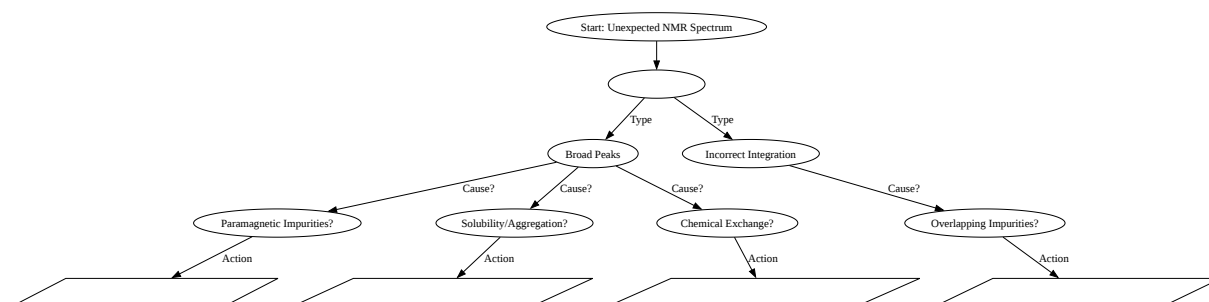 Start: Unexpected NMR Spectrum
Type
Type
Broad Peaks
Incorrect Integration
Cause?
Cause?
Cause?
Cause?
Paramagnetic Impurities?
Solubility/Aggregation?
Chemical Exchange?
Overlapping Impurities?
Action
Action
Action
Action